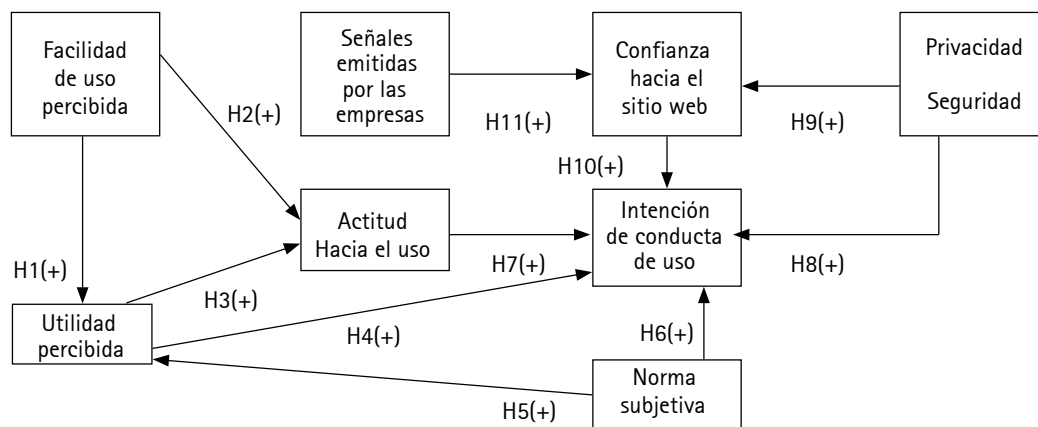 Facilidad
de uso
percibida
Señales
emitidas
por las
empresas
Confianza
hacia el
sitio web
Privacidad
Seguridad
H2(+)
H11(+)
H9(+)
H10(+)
Actitud
Hacia el uso
Intención
de conducta
de uso
H1(+)
H3(+)
H7(+)
H8(+)
Utilidad
percibida
H4(+)
H6(+)
H5(+)
Norma
subjetiva